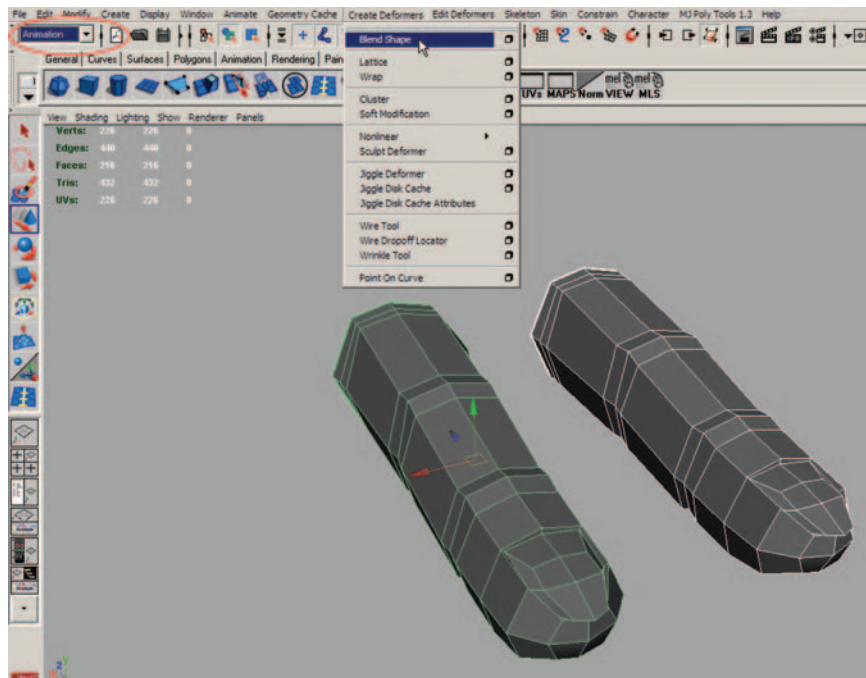 File Edit Modify Create Display Window Animate Geometry Cache Create Deformers Edit Deformers Skeleton Skin Constrain Character MJ Poly Tools 1.3 Help
Animation
General Curves Surfaces Polygons Animation Rendering Pain
UVs MAPS Norm VIEW MLS
mel mel
View Shading Lighting Show Renderer Panels
Verts: 226 226 0
Edges: 440 440 0
Faces: 216 216 0
Tris: 432 432 0
UVs: 226 226 0
Blend Shape
Lattice
Wrap
Cluster
Soft Modification
Nonlinear
Sculpt Deformer
Jiggle Deformer
Jiggle Disk Cache
Jiggle Disk Cache Attributes
Wire Tool
Wire Dropoff Locator
Wrinkle Tool
Point On Curve
z y